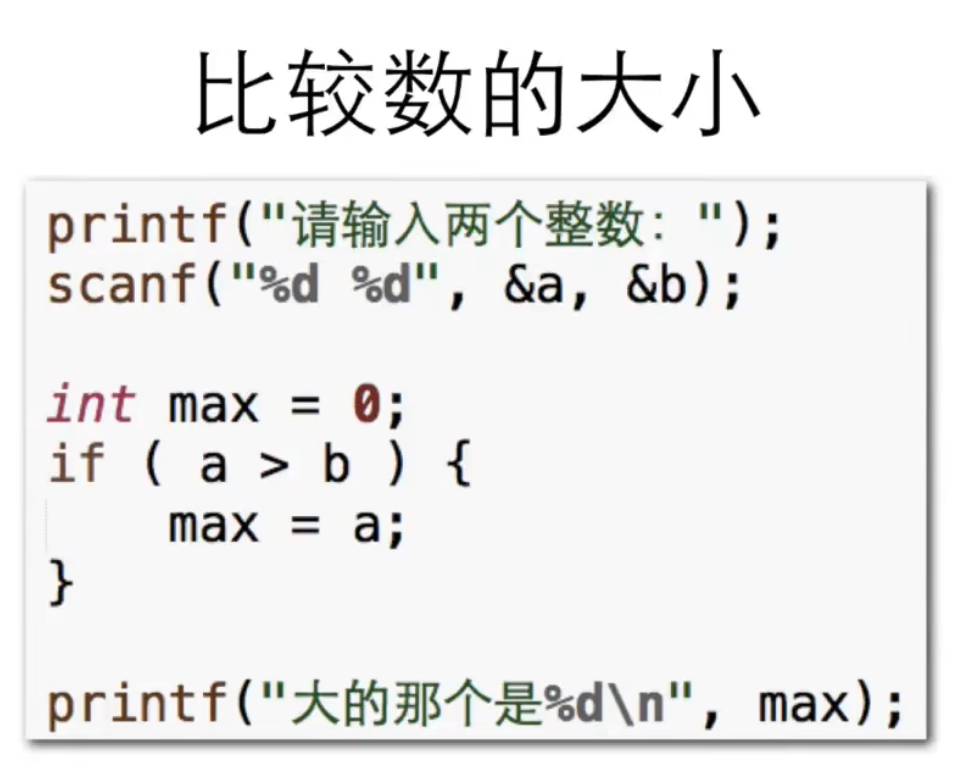 比较数的大小
printf("请输入两个整数：");
scanf("%d %d", &a, &b);
int max = 0;
if ( a > b ) {
    max = a;
}
printf("大的那个是%d\n", max);